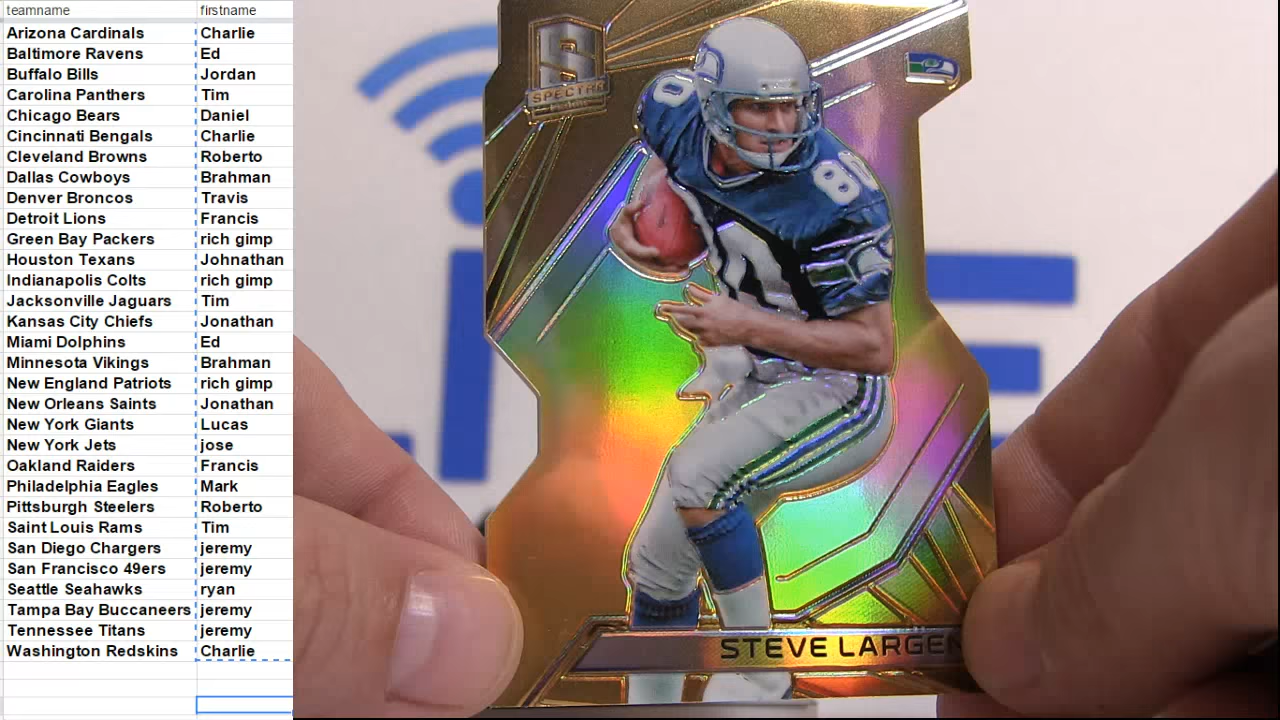 teamname firstname
Arizona Cardinals Charlie
Baltimore Ravens Ed
Buffalo Bills Jordan
Carolina Panthers Tim
Chicago Bears Daniel
Cincinnati Bengals Charlie
Cleveland Browns Roberto
Dallas Cowboys Brahman
Denver Broncos Travis
Detroit Lions Francis
Green Bay Packers rich gimp
Houston Texans Johnathan
Indianapolis Colts rich gimp
Jacksonville Jaguars Tim
Kansas City Chiefs Jonathan
Miami Dolphins Ed
Minnesota Vikings Brahman
New England Patriots rich gimp
New Orleans Saints Jonathan
New York Giants Lucas
New York Jets jose
Oakland Raiders Francis
Philadelphia Eagles Mark
Pittsburgh Steelers Roberto
Saint Louis Rams Tim
San Diego Chargers jeremy
San Francisco 49ers jeremy
Seattle Seahawks ryan
Tampa Bay Buccaneers jeremy
Tennessee Titans jeremy
Washington Redskins Charlie
S
SPECTRA
80
80
80
STEVE LARGEN